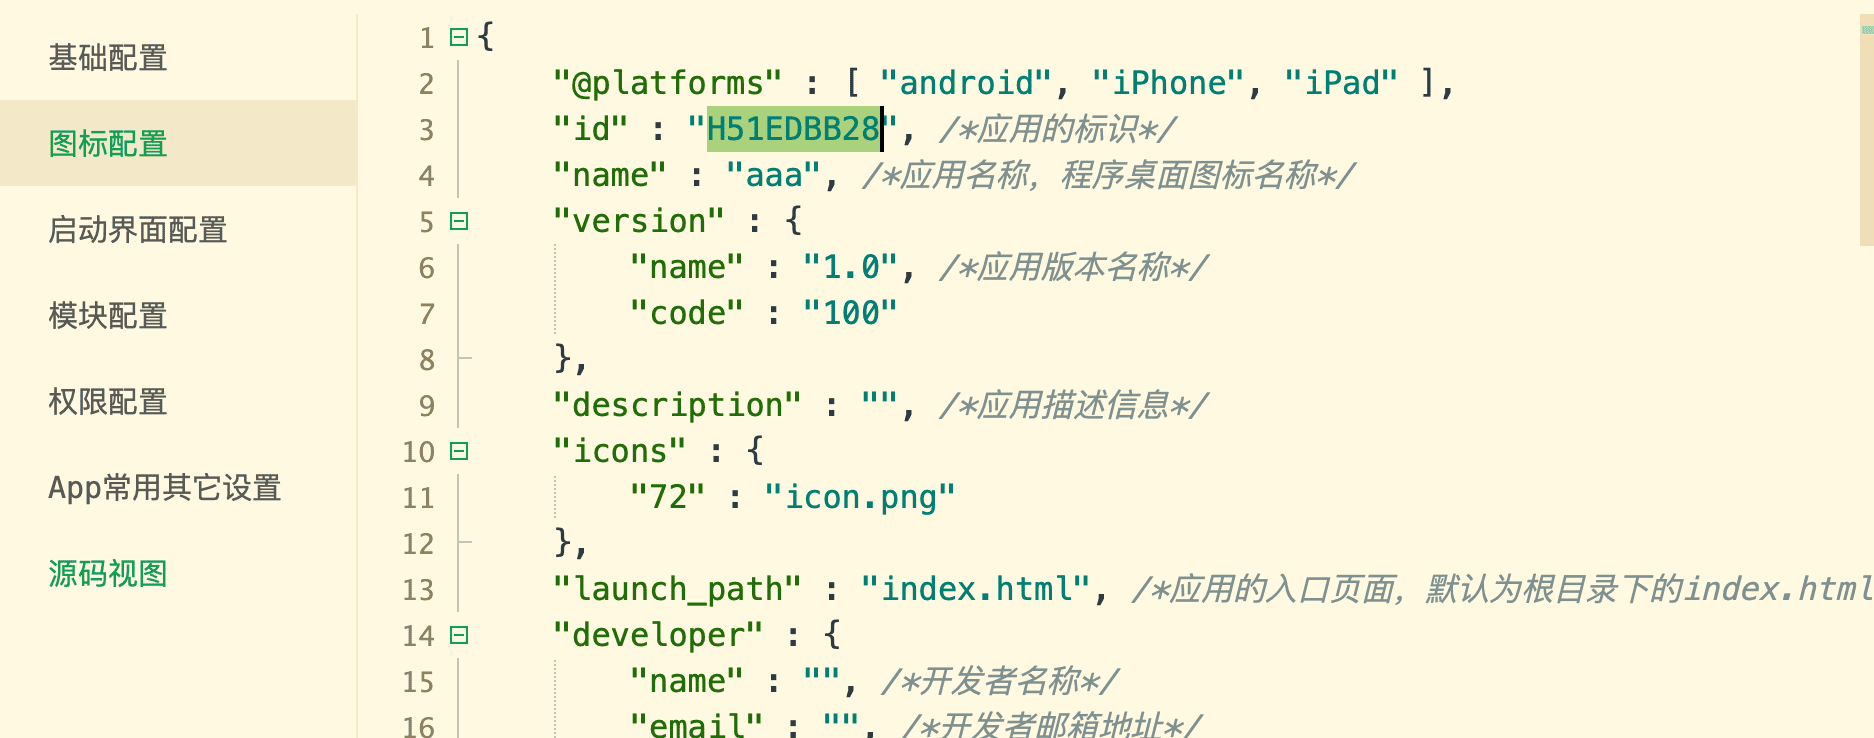 基础配置
图标配置
启动界面配置
模块配置
权限配置
App常用其它设置
源码视图
1 {
2 "@platforms" : [ "android", "iPhone", "iPad" ],
3 "id" : "H51EDBB28", /*应用的标识*/
4 "name" : "aaa", /*应用名称，程序桌面图标名称*/
5 "version" : {
6 "name" : "1.0", /*应用版本名称*/
7 "code" : "100"
8 },
9 "description" : "", /*应用描述信息*/
10 "icons" : {
11 "72" : "icon.png"
12 },
13 "launch_path" : "index.html", /*应用的入口页面，默认为根目录下的index.html
14 "developer" : {
15 "name" : "", /*开发者名称*/
16 "email" : "", /*开发者邮箱地址*/